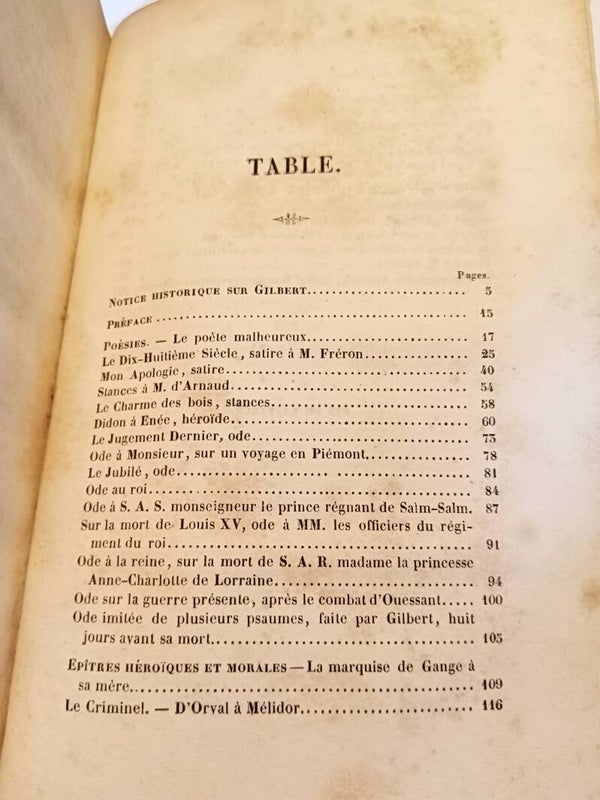 TABLE.
Pages.
NOTICE HISTORIQUE SUR GILBERT........................ 5
PRÉFACE ........................ 15
POÉSIES. — Le poète malheureux........................ 17
Le Dix-Huitième Siècle, satire à M. Fréron............... 25
Mon Apologie, satire........................ 40
Stances à M. d'Arnaud........................ 54
Le Charme des bois, stances........................ 58
Didon à Enée, héroïde........................ 60
Le Jugement Dernier, ode........................ 73
Ode à Monsieur, sur un voyage en Piémont............... 78
Le Jubilé, ode........................ 81
Ode au roi........................ 84
Ode à S. A. S. monseigneur le prince régnant de Salm-Salm. 87
Sur la mort de Louis XV, ode à MM. les officiers du régi-
ment du roi........................ 91
Ode à la reine, sur la mort de S. A. R. madame la princesse
Anne-Charlotte de Lorraine........................ 94
Ode sur la guerre présente, après le combat d'Ouessant..... 100
Ode imitée de plusieurs psaumes, faite par Gilbert, huit
jours avant sa mort........................ 105
EPÎTRES HÉROÏQUES ET MORALES — La marquise de Gange à
sa mère........................ 109
Le Criminel. — D'Orval à Mélidor........................ 116